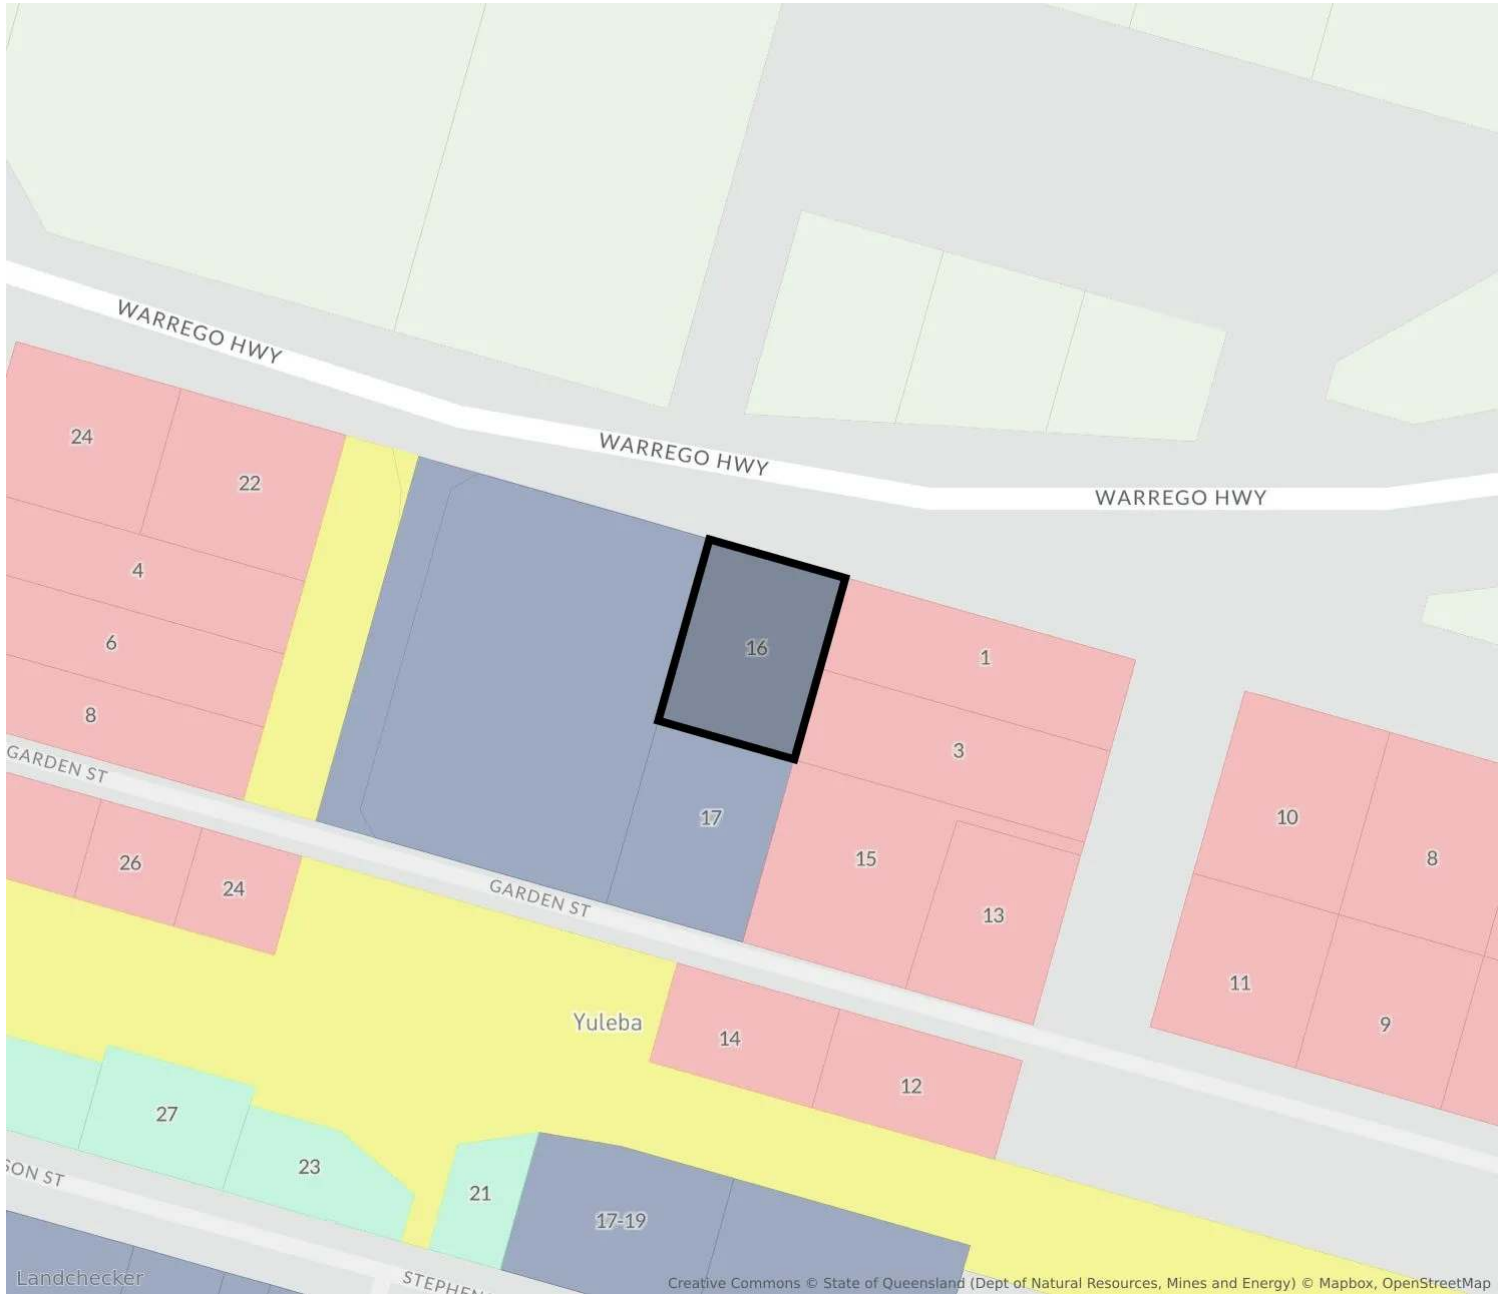 WARREGO HWY
WARREGO HWY
WARREGO HWY
24
22
4
6
8
16
1
3
17
15
13
10
8
11
9
GARDEN ST
26
24
GARDEN ST
Yuleba
14
12
27
23
21
17-19
SON ST
STEPHEN
Landchecker
Creative Commons © State of Queensland (Dept of Natural Resources, Mines and Energy) © Mapbox, OpenStreetMap